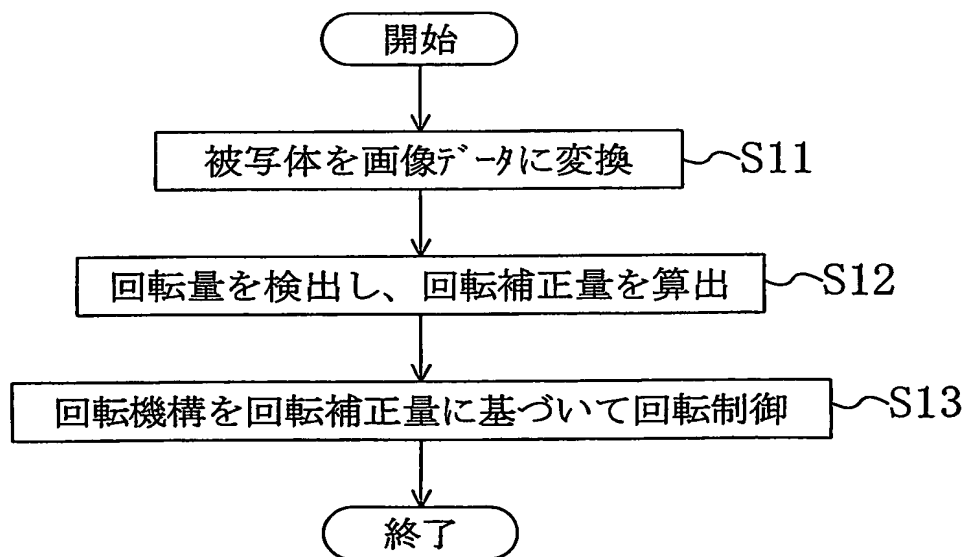 開始
被写体を画像ﾃﾞｰﾀに変換 S11
回転量を検出し、回転補正量を算出 S12
回転機構を回転補正量に基づいて回転制御 S13
終了